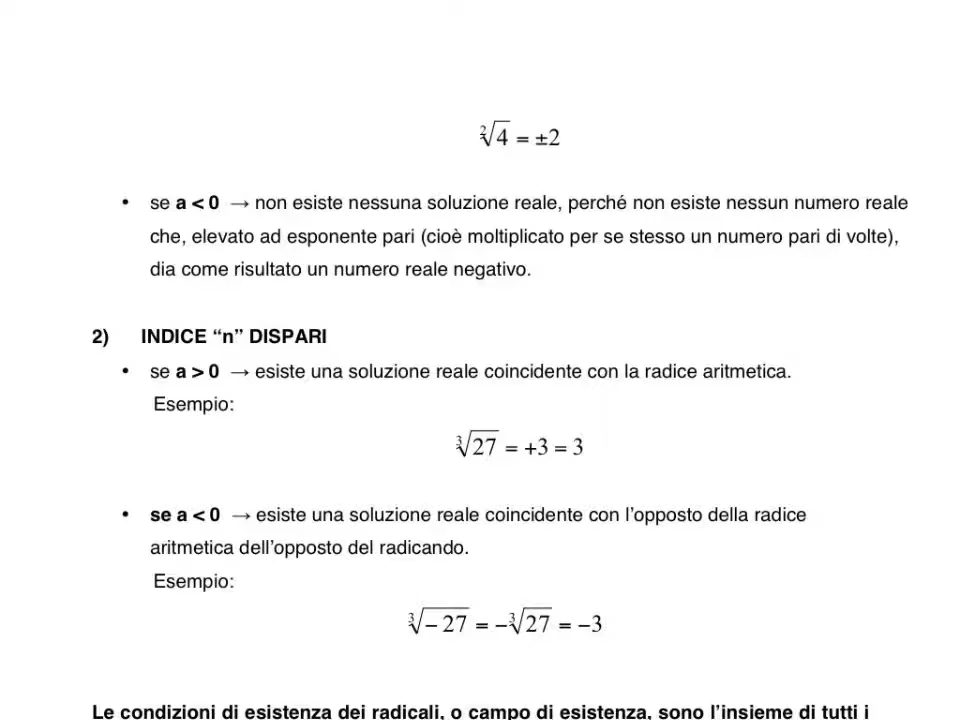 ²√4 = ±2
• se a < 0 → non esiste nessuna soluzione reale, perché non esiste nessun numero reale
che, elevato ad esponente pari (cioè moltiplicato per se stesso un numero pari di volte),
dia come risultato un numero reale negativo.
2) INDICE “n” DISPARI
• se a > 0 → esiste una soluzione reale coincidente con la radice aritmetica.
Esempio:
³√27 = +3 = 3
• se a < 0 → esiste una soluzione reale coincidente con l’opposto della radice
aritmetica dell’opposto del radicando.
Esempio:
³√−27 = −³√27 = −3
Le condizioni di esistenza dei radicali, o campo di esistenza, sono l’insieme di tutti i